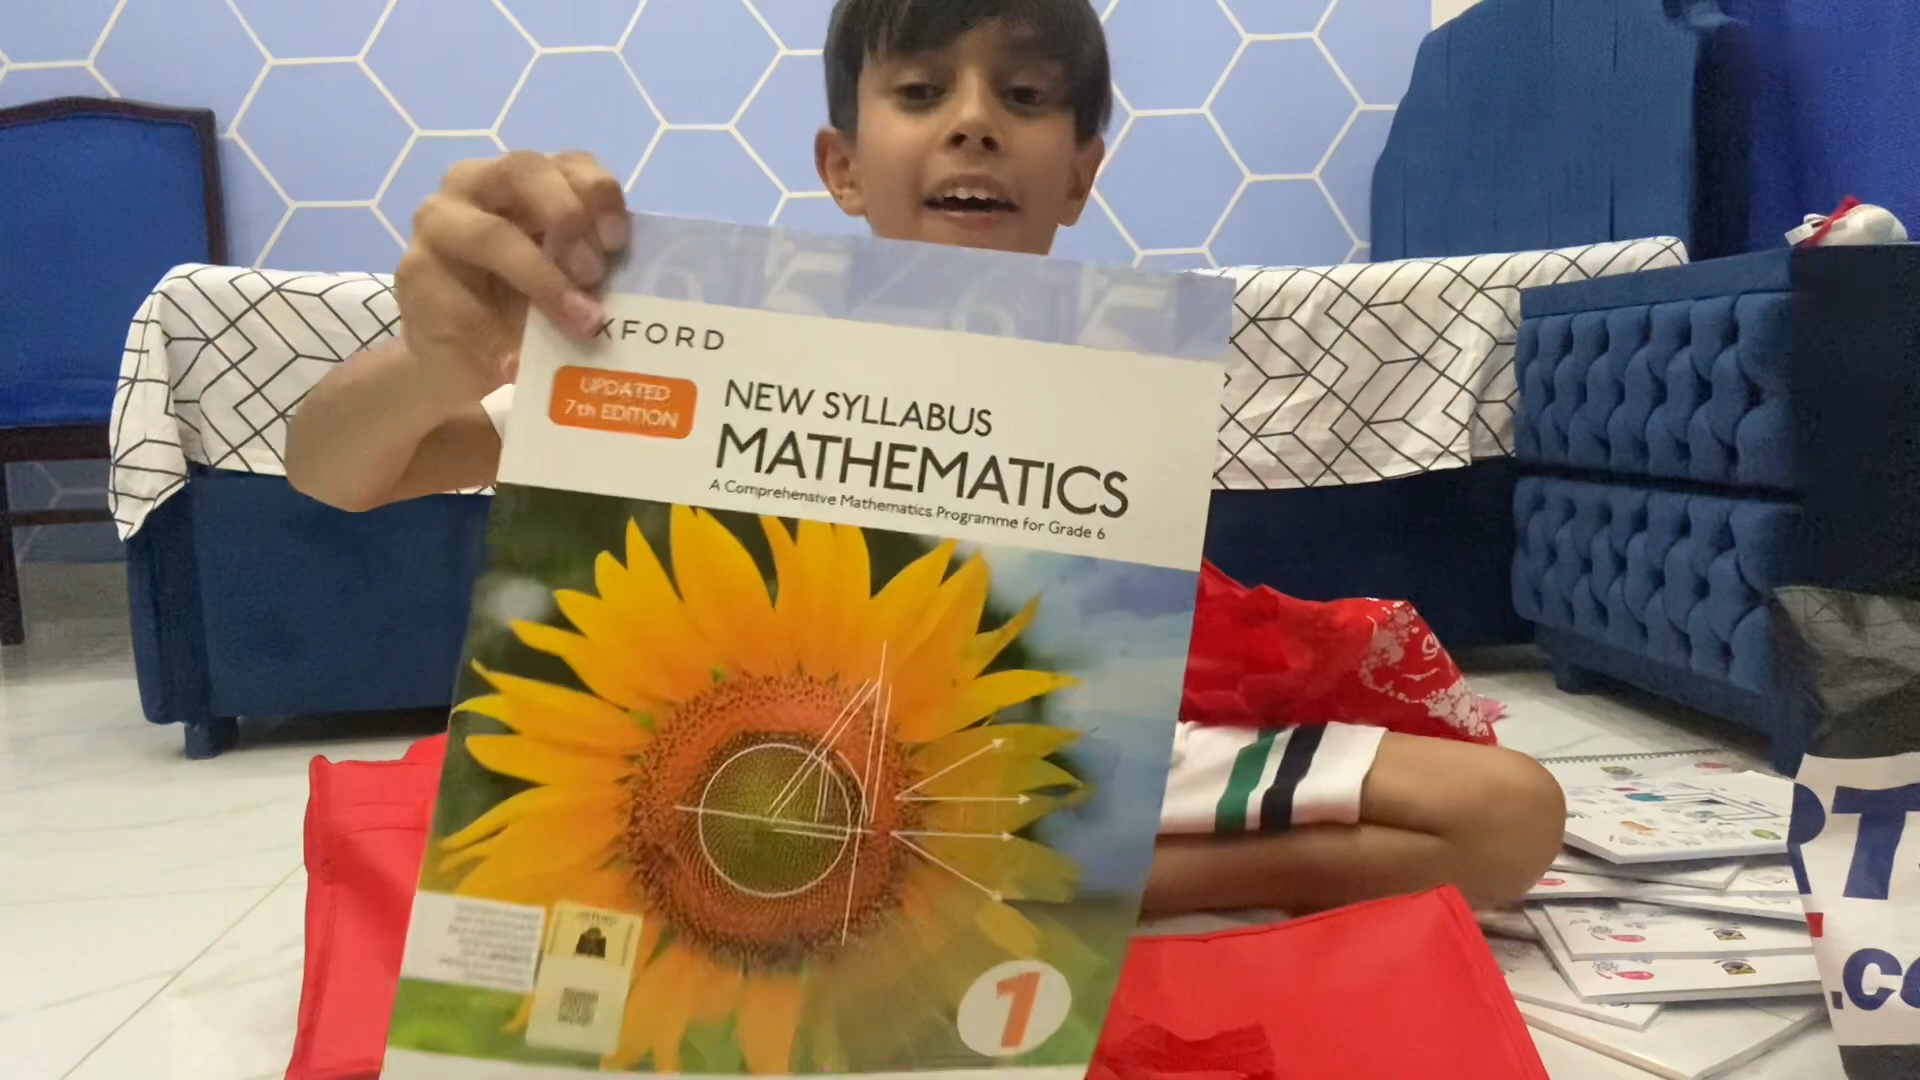 XFORD
UPDATED
7th EDITION
NEW SYLLABUS
MATHEMATICS
A Comprehensive Mathematics Programme for Grade 6
1